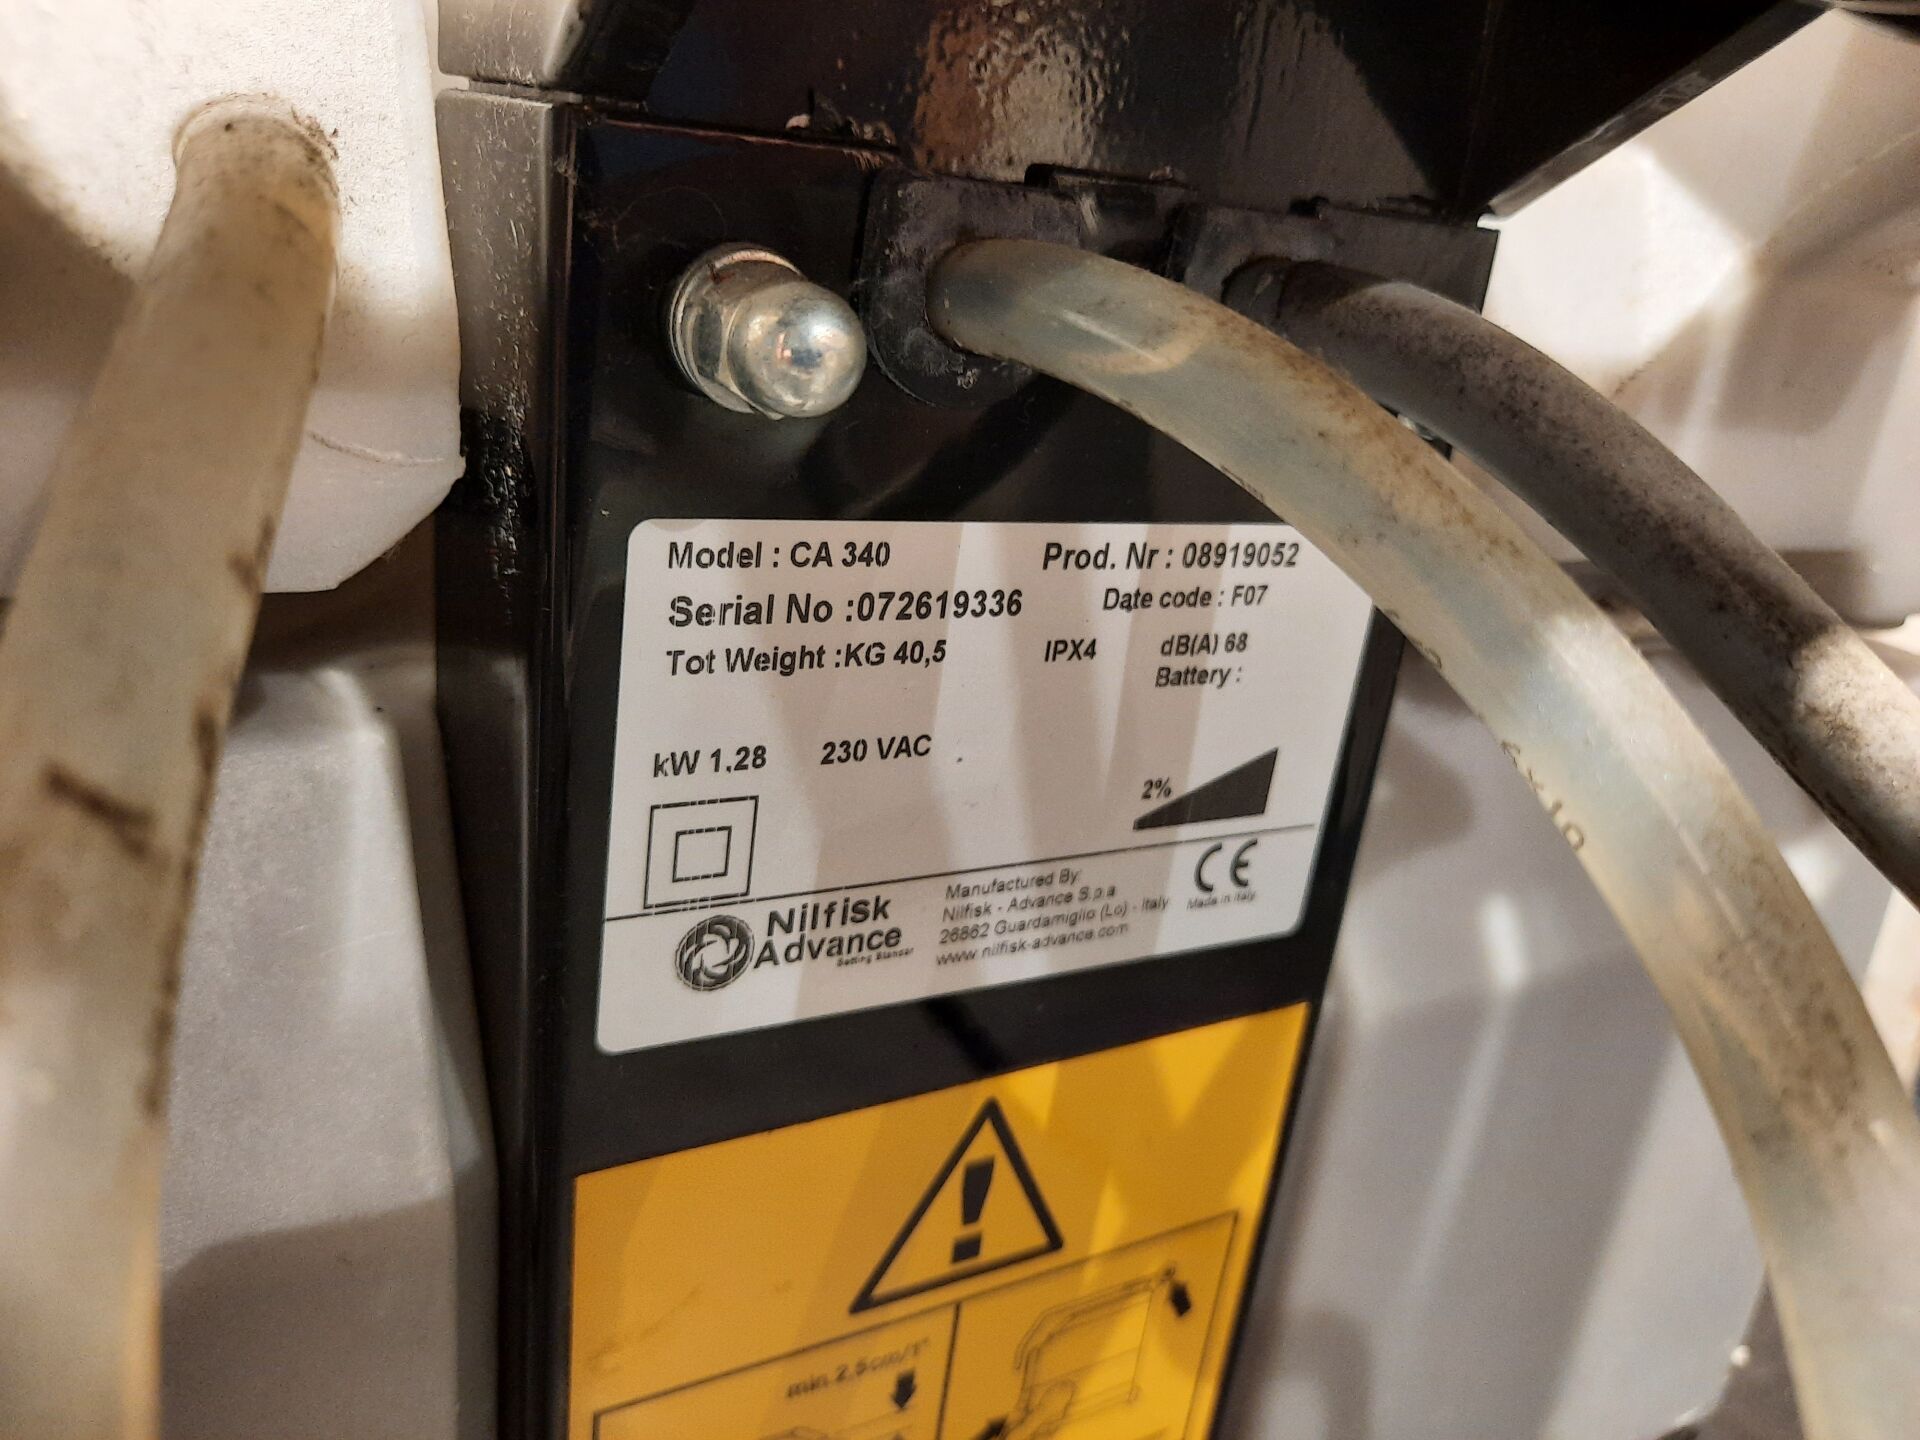 Model : CA 340 Prod. Nr : 08919052
Serial No :072619336 Date code : F07
Tot Weight :KG 40,5 IPX4 dB(A) 68
Battery :
kW 1,28 230 VAC
2%
Nilfisk
Advance
Manufactured By:
Nilfisk - Advance S.p.a
26862 Guardamiglio (Lo) - Italy
www.nilfisk-advance.com
CE
Made in Italy
min.2,5cm/1"